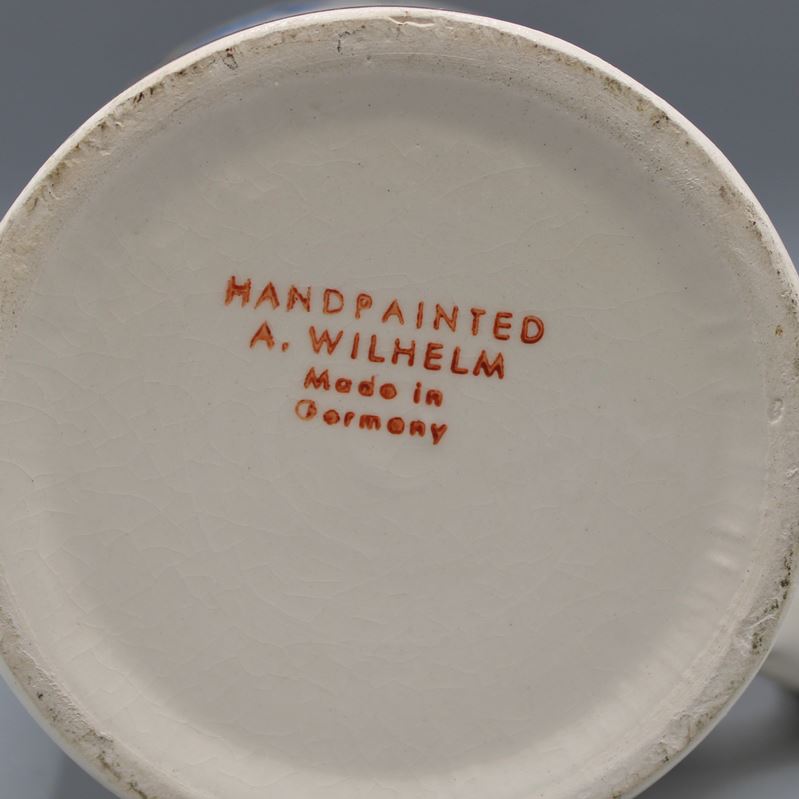 HANDPAINTED
A. WILHELM
Made in
Germany